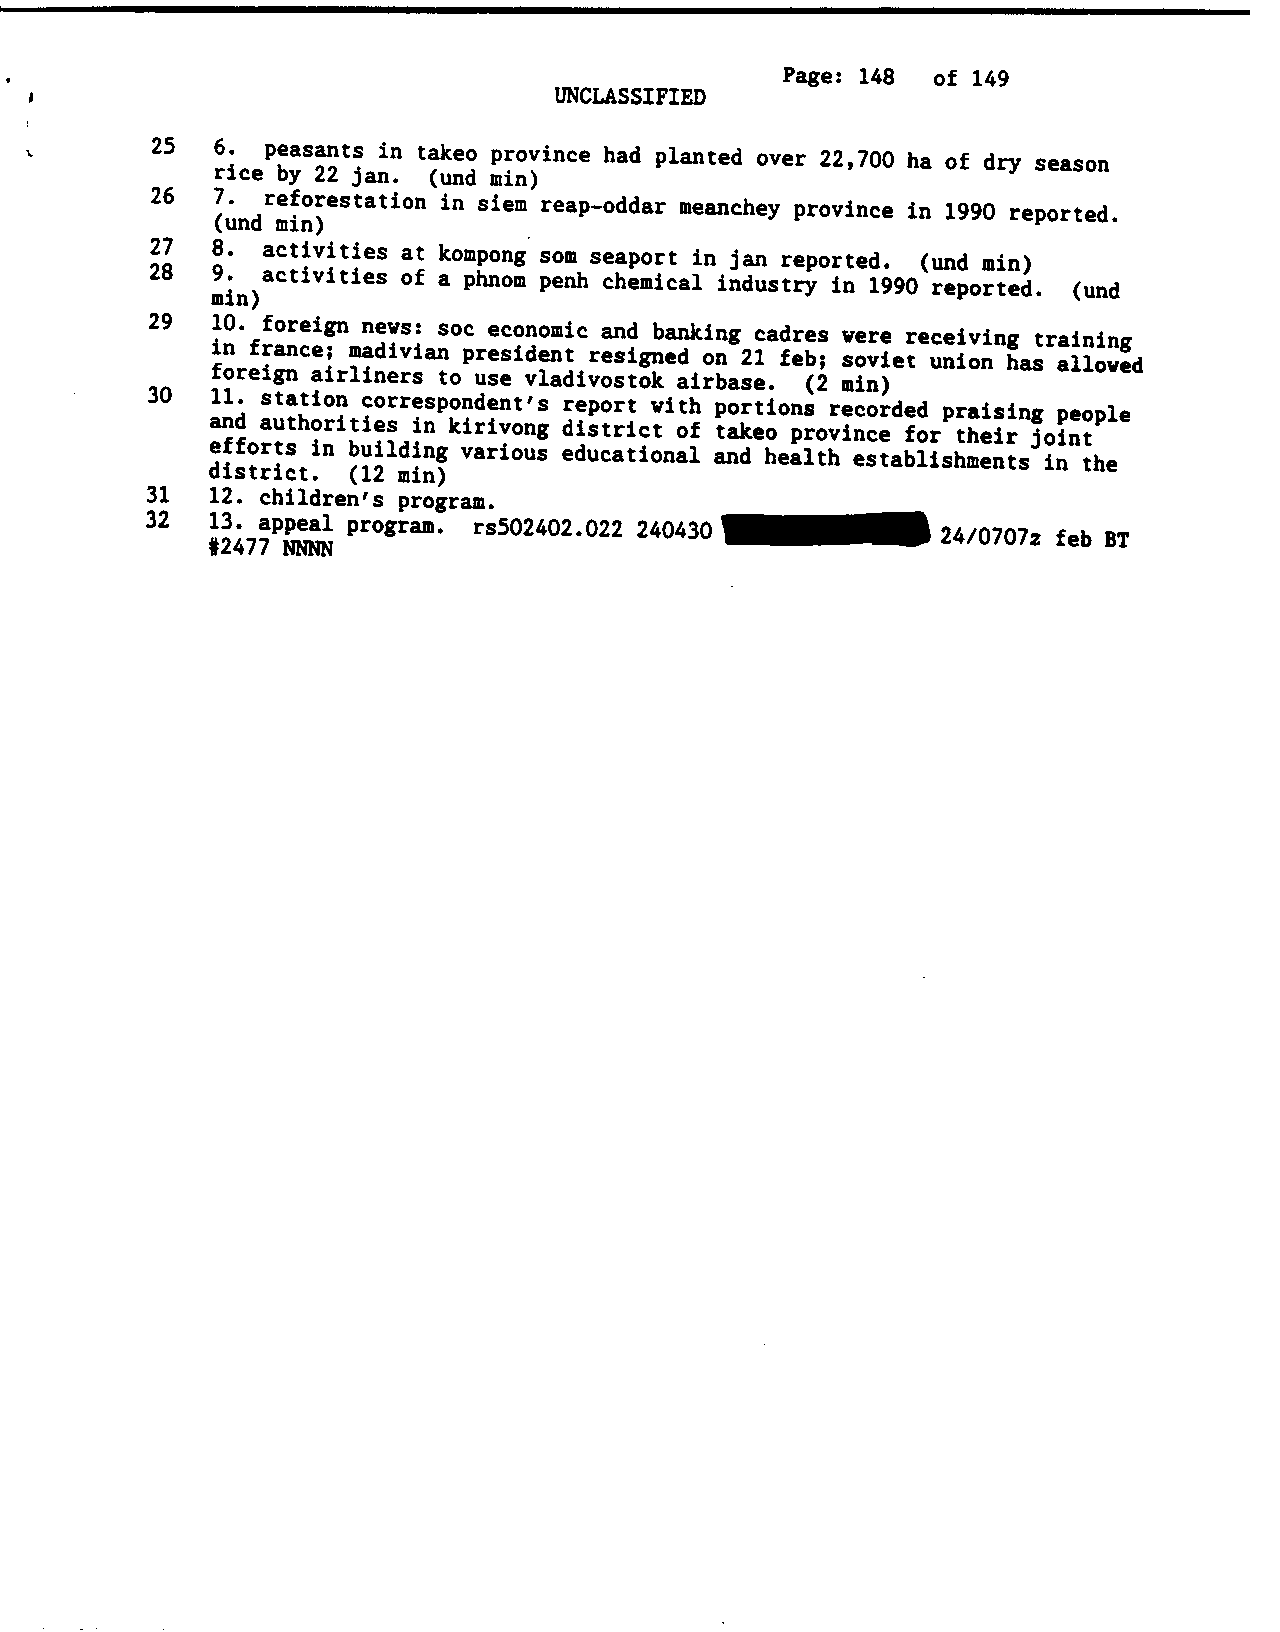 Page: 148 of 149
UNCLASSIFIED
25 6. peasants in takeo province had planted over 22,700 ha of dry season
rice by 22 jan. (und min)
26 7. reforestation in siem reap-oddar meanchey province in 1990 reported.
(und min)
27 8. activities at kompong som seaport in jan reported. (und min)
28 9. activities of a phnom penh chemical industry in 1990 reported. (und
min)
29 10. foreign news: soc economic and banking cadres were receiving training
in france; madivian president resigned on 21 feb; soviet union has allowed
foreign airliners to use vladivostok airbase. (2 min)
30 11. station correspondent's report with portions recorded praising people
and authorities in kirivong district of takeo province for their joint
efforts in building various educational and health establishments in the
district. (12 min)
31 12. children's program.
32 13. appeal program. rs502402.022 240430 24/0707z feb BT
#2477 NNNN